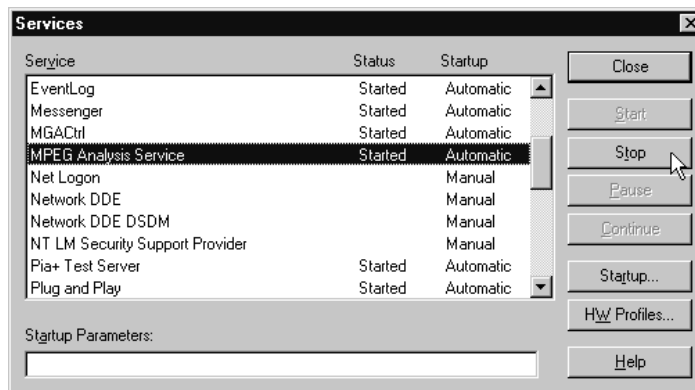 Services
Service Status Startup
EventLog Started Automatic
Messenger Started Automatic
MGACtrl Started Automatic
MPEG Analysis Service Started Automatic
Net Logon Manual
Network DDE Manual
Network DDE DSDM Manual
NT LM Security Support Provider Manual
Pia+ Test Server Started Automatic
Plug and Play Started Automatic
Startup Parameters:
Close
Start
Stop
Pause
Continue
Startup...
HW Profiles...
Help